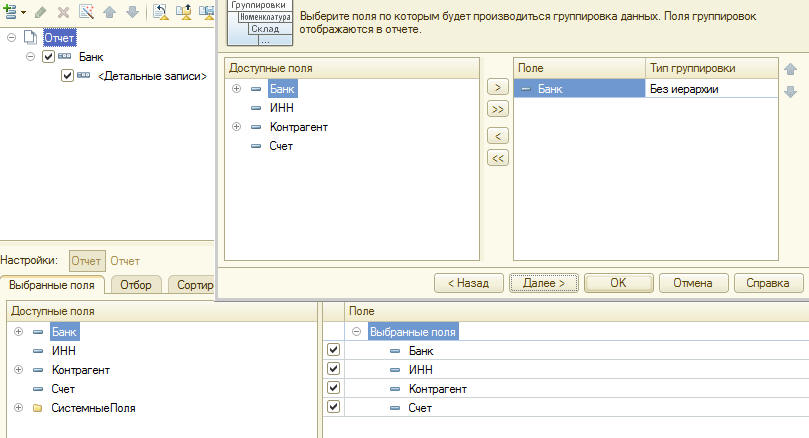 Отчет
Банк
<Детальные записи>
Группировки
Номенклатура
Склад
...
Выберите поля по которым будет производиться группировка данных. Поля группировок
отображаются в отчете.
Доступные поля
Банк
ИНН
Контрагент
Счет
>
>>
<
<<
Поле Тип группировки
Банк Без иерархии
< Назад Далее > OK Отмена Справка
Настройки: Отчет Отчет
Выбранные поля Отбор Сортир
Доступные поля
Банк
ИНН
Контрагент
Счет
СистемныеПоля
Поле
Выбранные поля
Банк
ИНН
Контрагент
Счет